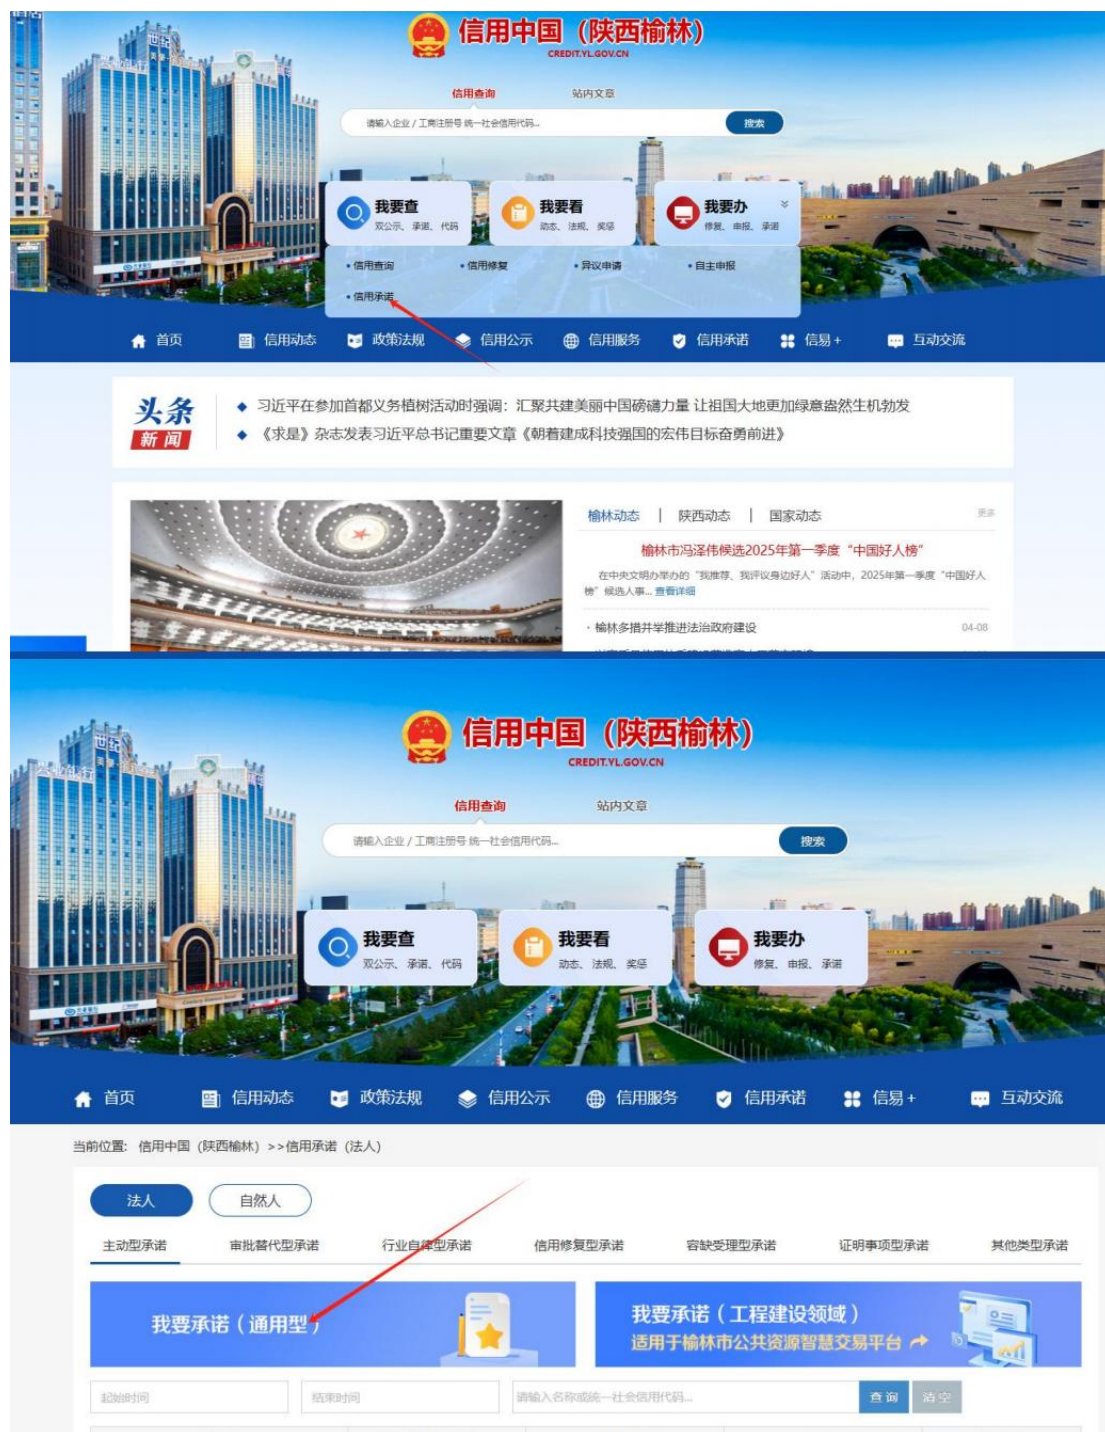 信用中国（陕西榆林）
CREDIT.YL.GOV.CN
信用查询 站内文章
请输入企业 / 工商注册号 统一社会信用代码... 搜索
我要查 我要看 我要办
双公示、承诺、代码 动态、法规、奖惩 修复、申报、承诺
• 信用查询 • 信用修复 • 异议申请 • 自主申报
• 信用承诺
首页 信用动态 政策法规 信用公示 信用服务 信用承诺 信易+ 互动交流
头条
新闻
◆ 习近平在参加首都义务植树活动时强调：汇聚共建美丽中国磅礴力量 让祖国大地更加绿意盎然生机勃发
◆ 《求是》杂志发表习近平总书记重要文章《朝着建成科技强国的宏伟目标奋勇前进》
榆林动态 | 陕西动态 | 国家动态 更多
榆林市冯泽伟候选2025年第一季度“中国好人榜”
在中央文明办举办的“我推荐、我评议身边好人”活动中，2025年第一季度“中国好人
榜”候选人事... 查看详细
· 榆林多措并举推进法治政府建设 04-08
信用中国（陕西榆林）
CREDIT.YL.GOV.CN
信用查询 站内文章
请输入企业 / 工商注册号 统一社会信用代码... 搜索
我要查 我要看 我要办
双公示、承诺、代码 动态、法规、奖惩 修复、申报、承诺
首页 信用动态 政策法规 信用公示 信用服务 信用承诺 信易+ 互动交流
当前位置: 信用中国（陕西榆林）>>信用承诺（法人）
法人 自然人
主动型承诺 审批替代型承诺 行业自律型承诺 信用修复型承诺 容缺受理型承诺 证明事项型承诺 其他类型承诺
我要承诺（通用型） 我要承诺（工程建设领域）
适用于榆林市公共资源智慧交易平台
起始时间 结束时间 请输入名称或统一社会信用代码... 查询 清空